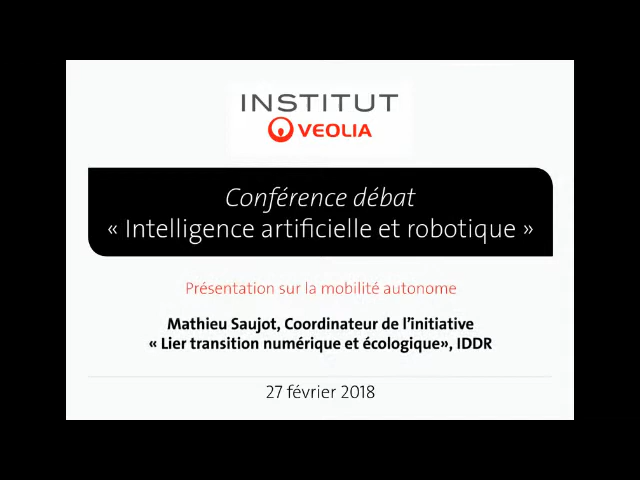 INSTITUT
VEOLIA
Conférence débat
« Intelligence artificielle et robotique »
Présentation sur la mobilité autonome
Mathieu Saujot, Coordinateur de l'initiative
« Lier transition numérique et écologique», IDDR
27 février 2018